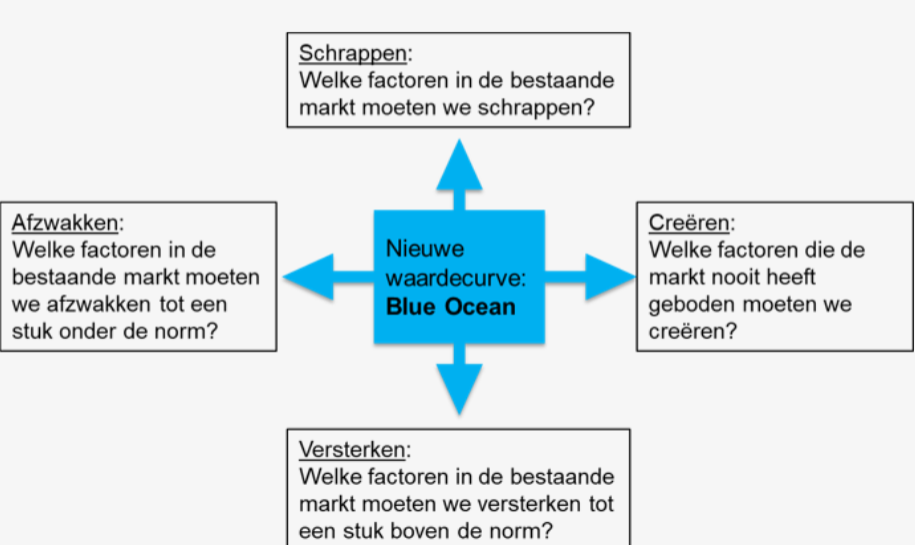 Schrappen:
Welke factoren in de bestaande
markt moeten we schrappen?
Afzwakken:
Welke factoren in de
bestaande markt moeten
we afzwakken tot een
stuk onder de norm?
Nieuwe
waardecurve:
Blue Ocean
Creëren:
Welke factoren die de
markt nooit heeft
geboden moeten we
creëren?
Versterken:
Welke factoren in de bestaande
markt moeten we versterken tot
een stuk boven de norm?